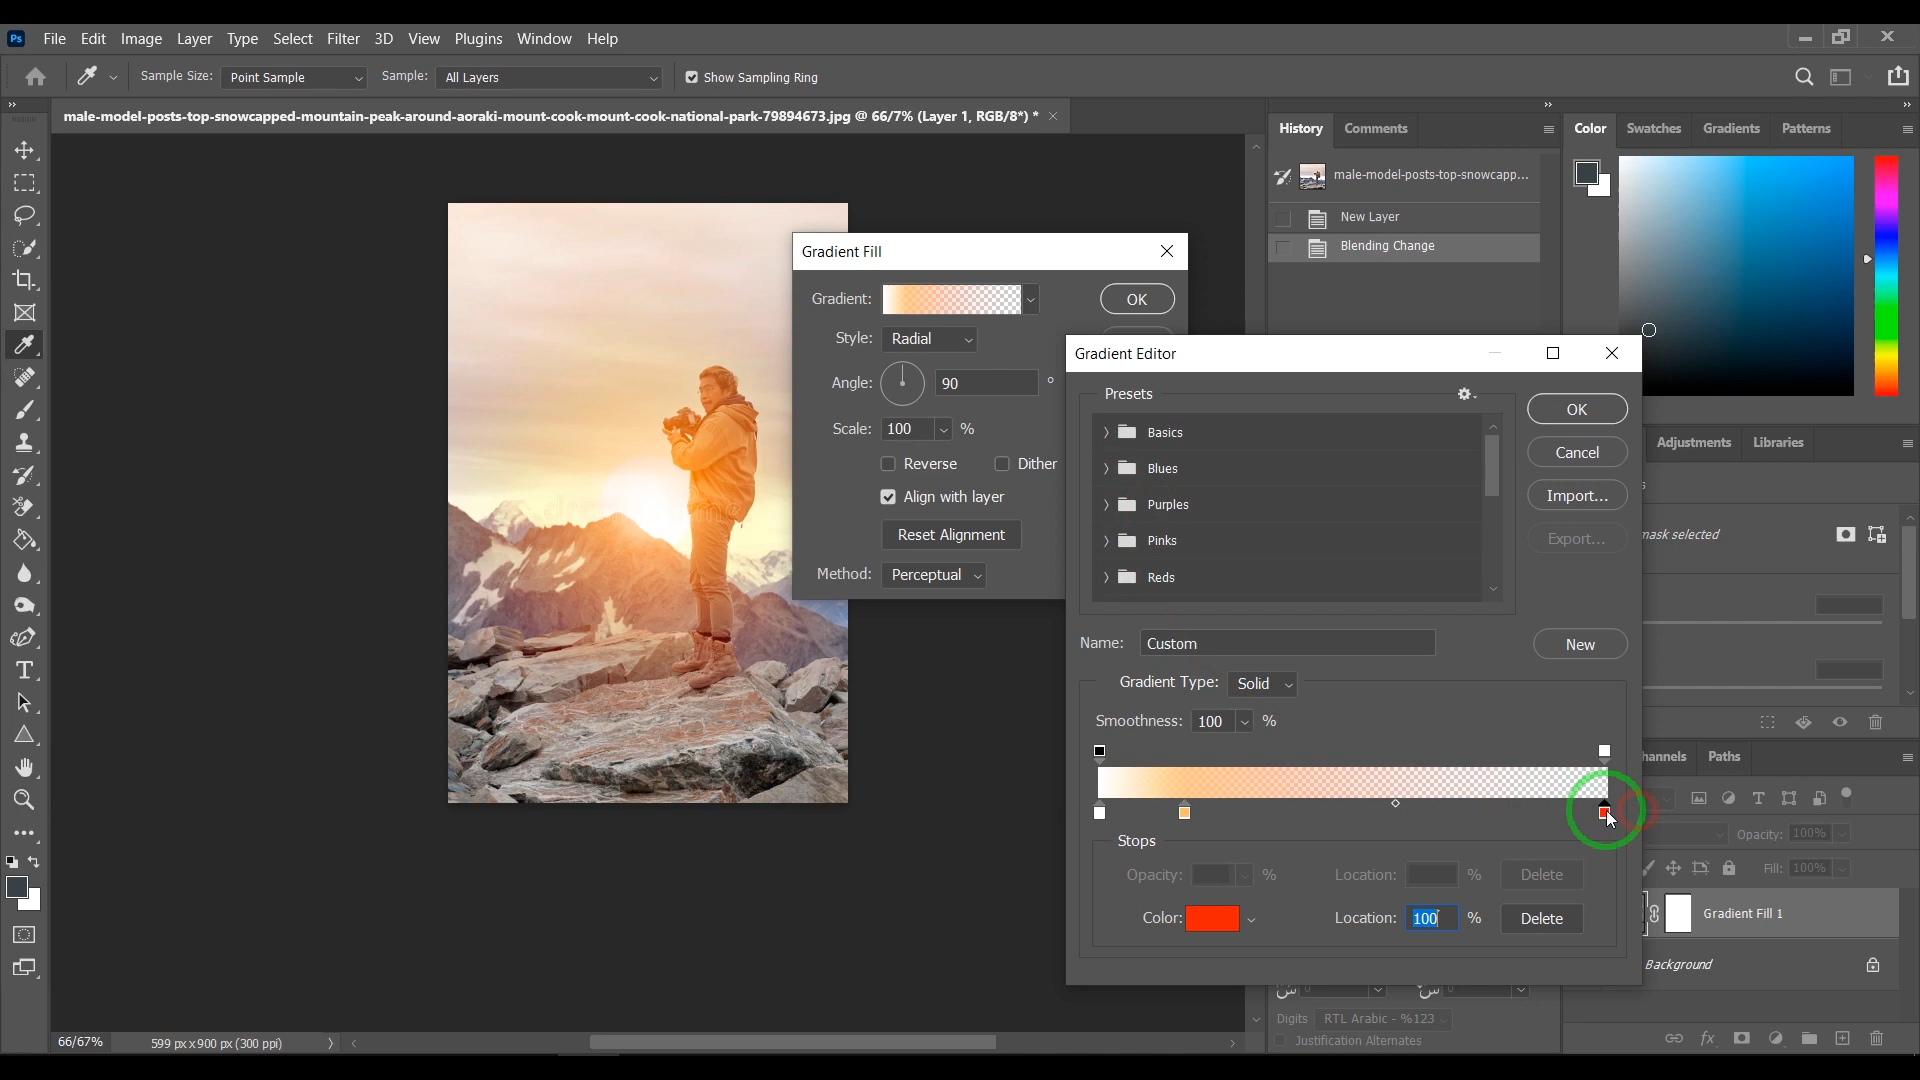 Ps File Edit Image Layer Type Select Filter 3D View Plugins Window Help
Sample Size: Point Sample Sample: All Layers Show Sampling Ring
male-model-posts-top-snowcapped-mountain-peak-around-aoraki-mount-cook-mount-cook-national-park-79894673.jpg @ 66/7% (Layer 1, RGB/8*) *
History Comments
male-model-posts-top-snowcapp...
New Layer
Blending Change
Color Swatches Gradients Patterns
Gradient Fill
Gradient: OK
Style: Radial
Angle: 90 °
Scale: 100 %
Reverse Dither
Align with layer
Reset Alignment
Method: Perceptual
Gradient Editor
Presets
Basics
Blues
Purples
Pinks
Reds
OK
Cancel
Import...
Export...
Name: Custom New
Gradient Type: Solid
Smoothness: 100 %
Stops
Opacity: % Location: % Delete
Color: Location: 100 % Delete
Adjustments Libraries
mask selected
hannels Paths
Opacity: 100%
Fill: 100%
Gradient Fill 1
Background
Digits RTL Arabic - %123
Justification Alternates
66/67% 599 px x 900 px (300 ppi)